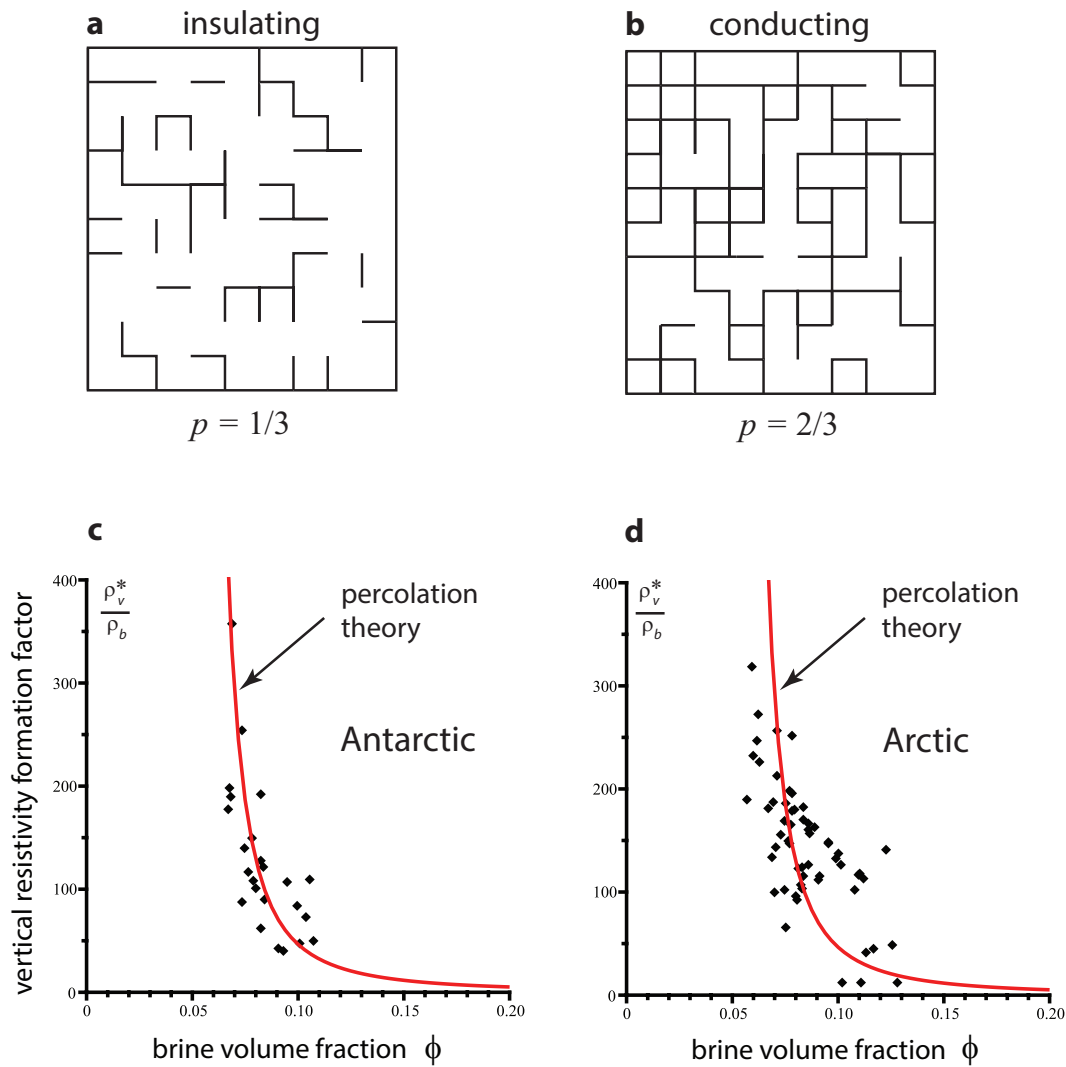 a insulating
b conducting
p = 1/3
p = 2/3
c
d
vertical resistivity formation factor
400
300
200
100
0
ρ*v
ρb
percolation
theory
Antarctic
0
0.05
0.10
0.15
0.20
brine volume fraction ϕ
400
300
200
100
0
ρ*v
ρb
percolation
theory
Arctic
0
0.05
0.10
0.15
0.20
brine volume fraction ϕ